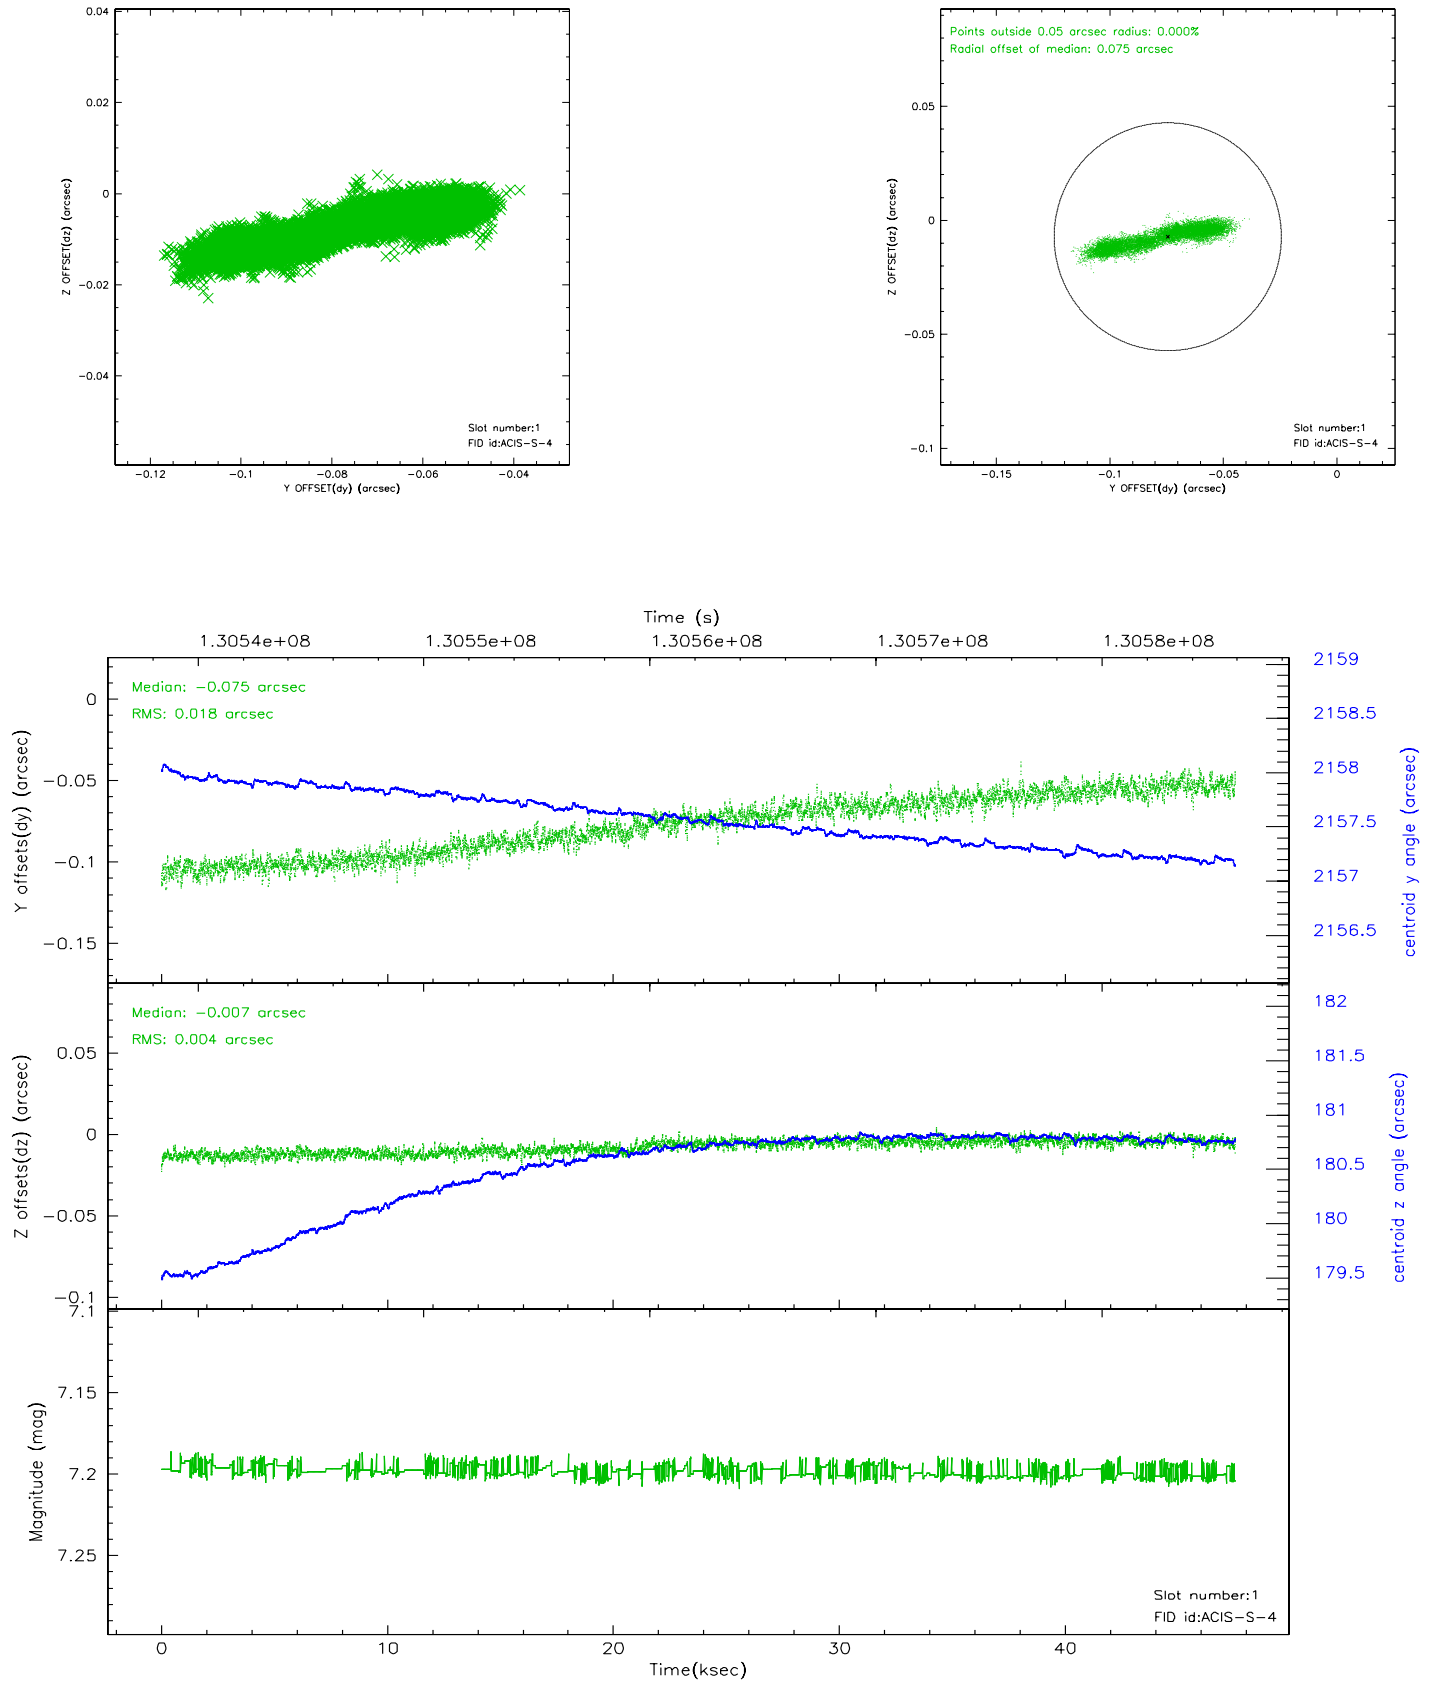 0.04
0.02
0
−0.02
−0.04
Z OFFSET(dz) (arcsec)
Slot number:1
FID id:ACIS−S−4
−0.12
−0.1
−0.08
−0.06
−0.04
Y OFFSET(dy) (arcsec)
Points outside 0.05 arcsec radius: 0.000%
Radial offset of median: 0.075 arcsec
0.05
0
−0.05
−0.1
Z OFFSET(dz) (arcsec)
Slot number:1
FID id:ACIS−S−4
−0.15
−0.1
−0.05
0
Y OFFSET(dy) (arcsec)
Time (s)
1.3054e+08
1.3055e+08
1.3056e+08
1.3057e+08
1.3058e+08
Median: −0.075 arcsec
RMS: 0.018 arcsec
0
−0.05
−0.1
−0.15
Y offsets(dy) (arcsec)
2159
2158.5
2158
2157.5
2157
2156.5
centroid y angle (arcsec)
Median: −0.007 arcsec
RMS: 0.004 arcsec
0.05
0
−0.05
−0.1
Z offsets(dz) (arcsec)
182
181.5
181
180.5
180
179.5
centroid z angle (arcsec)
7.1
7.15
7.2
7.25
Magnitude (mag)
Slot number:1
FID id:ACIS−S−4
0
10
20
30
40
Time(ksec)